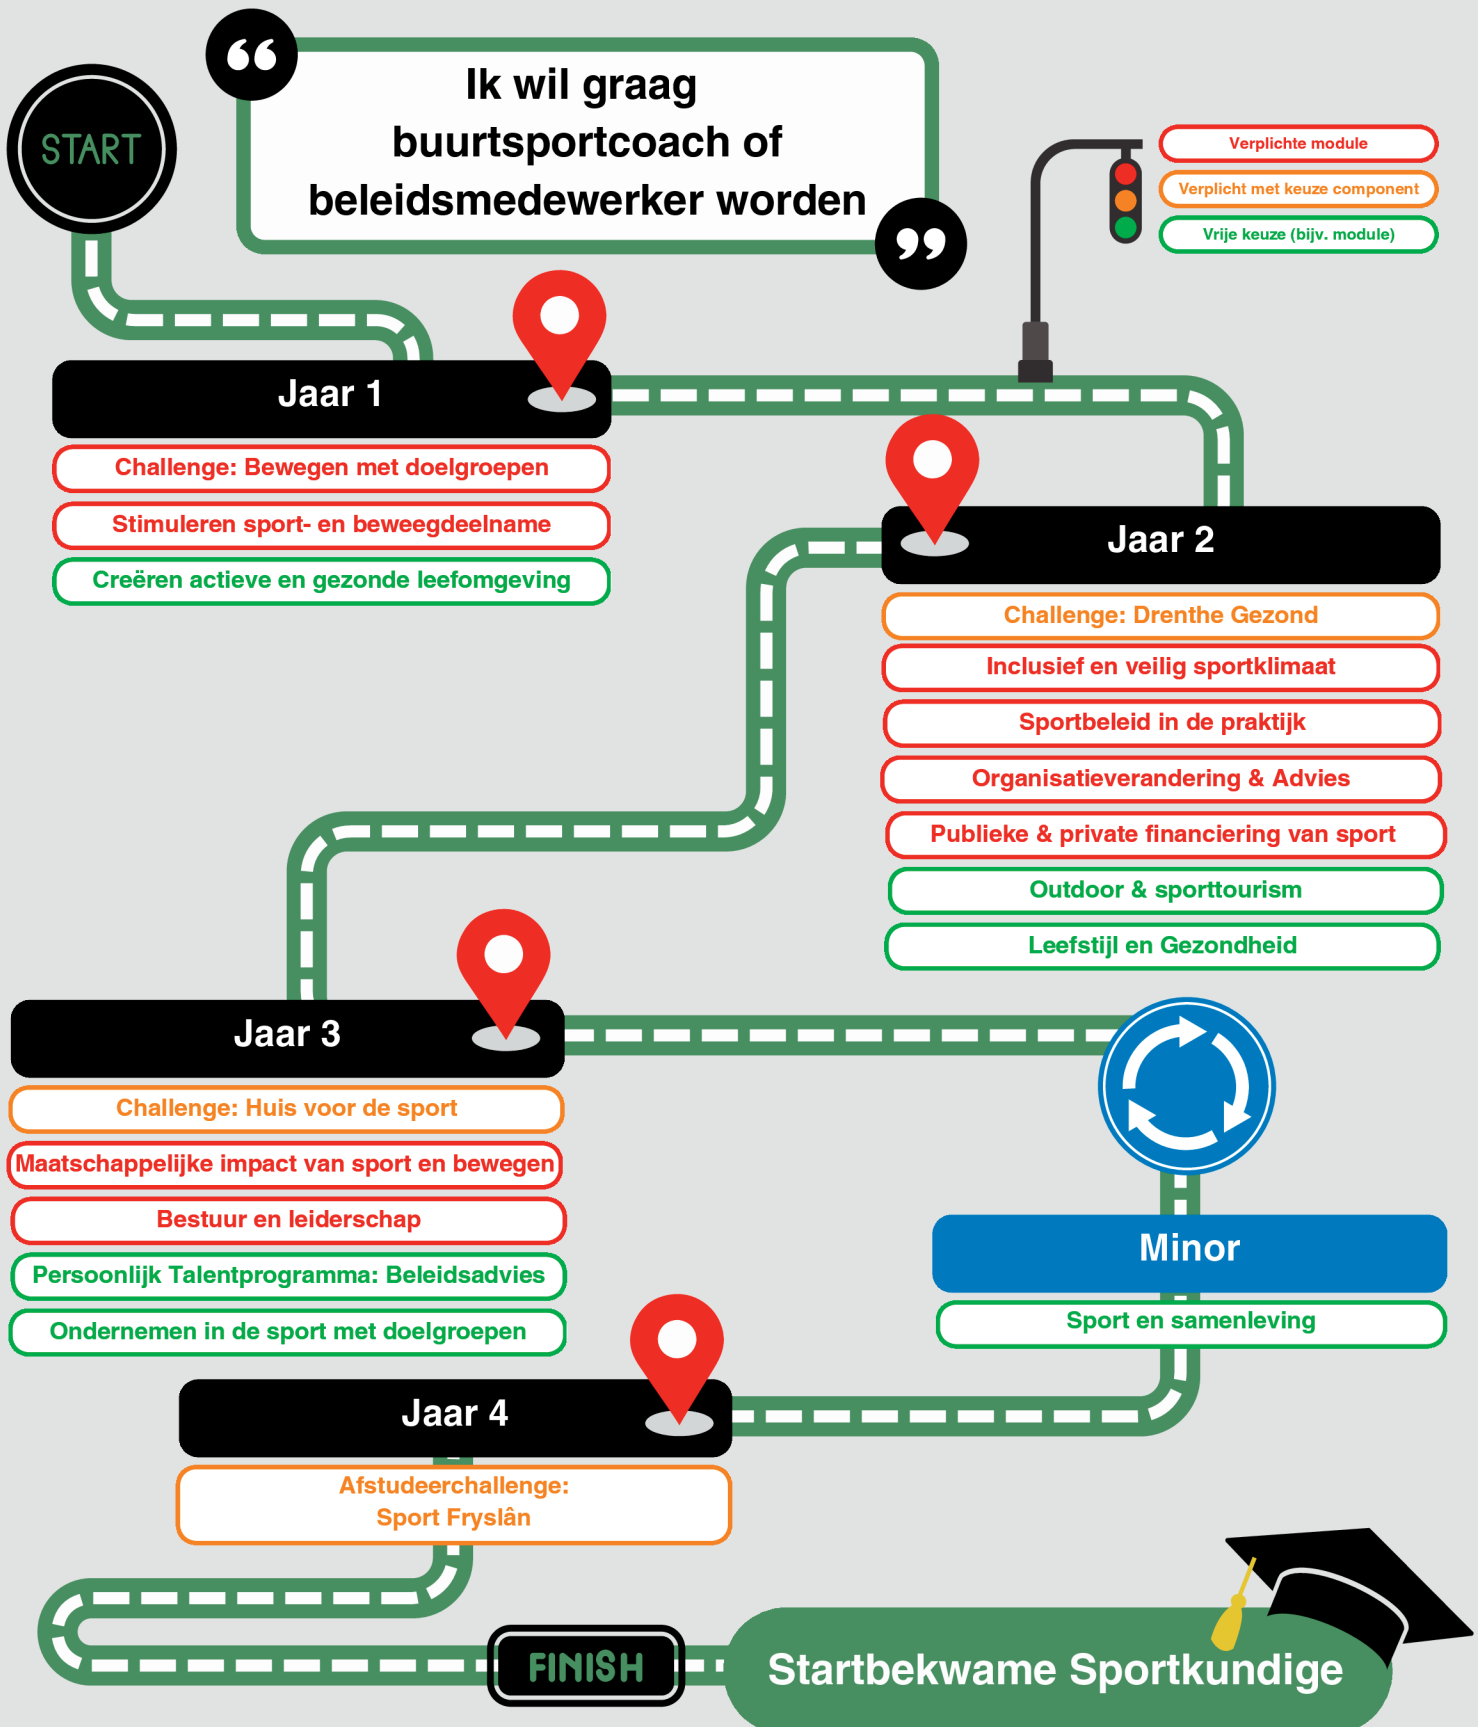 START
“
Ik wil graag
buurtsportcoach of
beleidsmedewerker worden
”
Verplichte module
Verplicht met keuze component
Vrije keuze (bijv. module)
Jaar 1
Challenge: Bewegen met doelgroepen
Stimuleren sport- en beweegdeelname
Creëren actieve en gezonde leefomgeving
Jaar 2
Challenge: Drenthe Gezond
Inclusief en veilig sportklimaat
Sportbeleid in de praktijk
Organisatieverandering & Advies
Publieke & private financiering van sport
Outdoor & sporttourism
Leefstijl en Gezondheid
Jaar 3
Challenge: Huis voor de sport
Maatschappelijke impact van sport en bewegen
Bestuur en leiderschap
Persoonlijk Talentprogramma: Beleidsadvies
Ondernemen in de sport met doelgroepen
Minor
Sport en samenleving
Jaar 4
Afstudeerchallenge:
Sport Fryslân
FINISH
Startbekwame Sportkundige